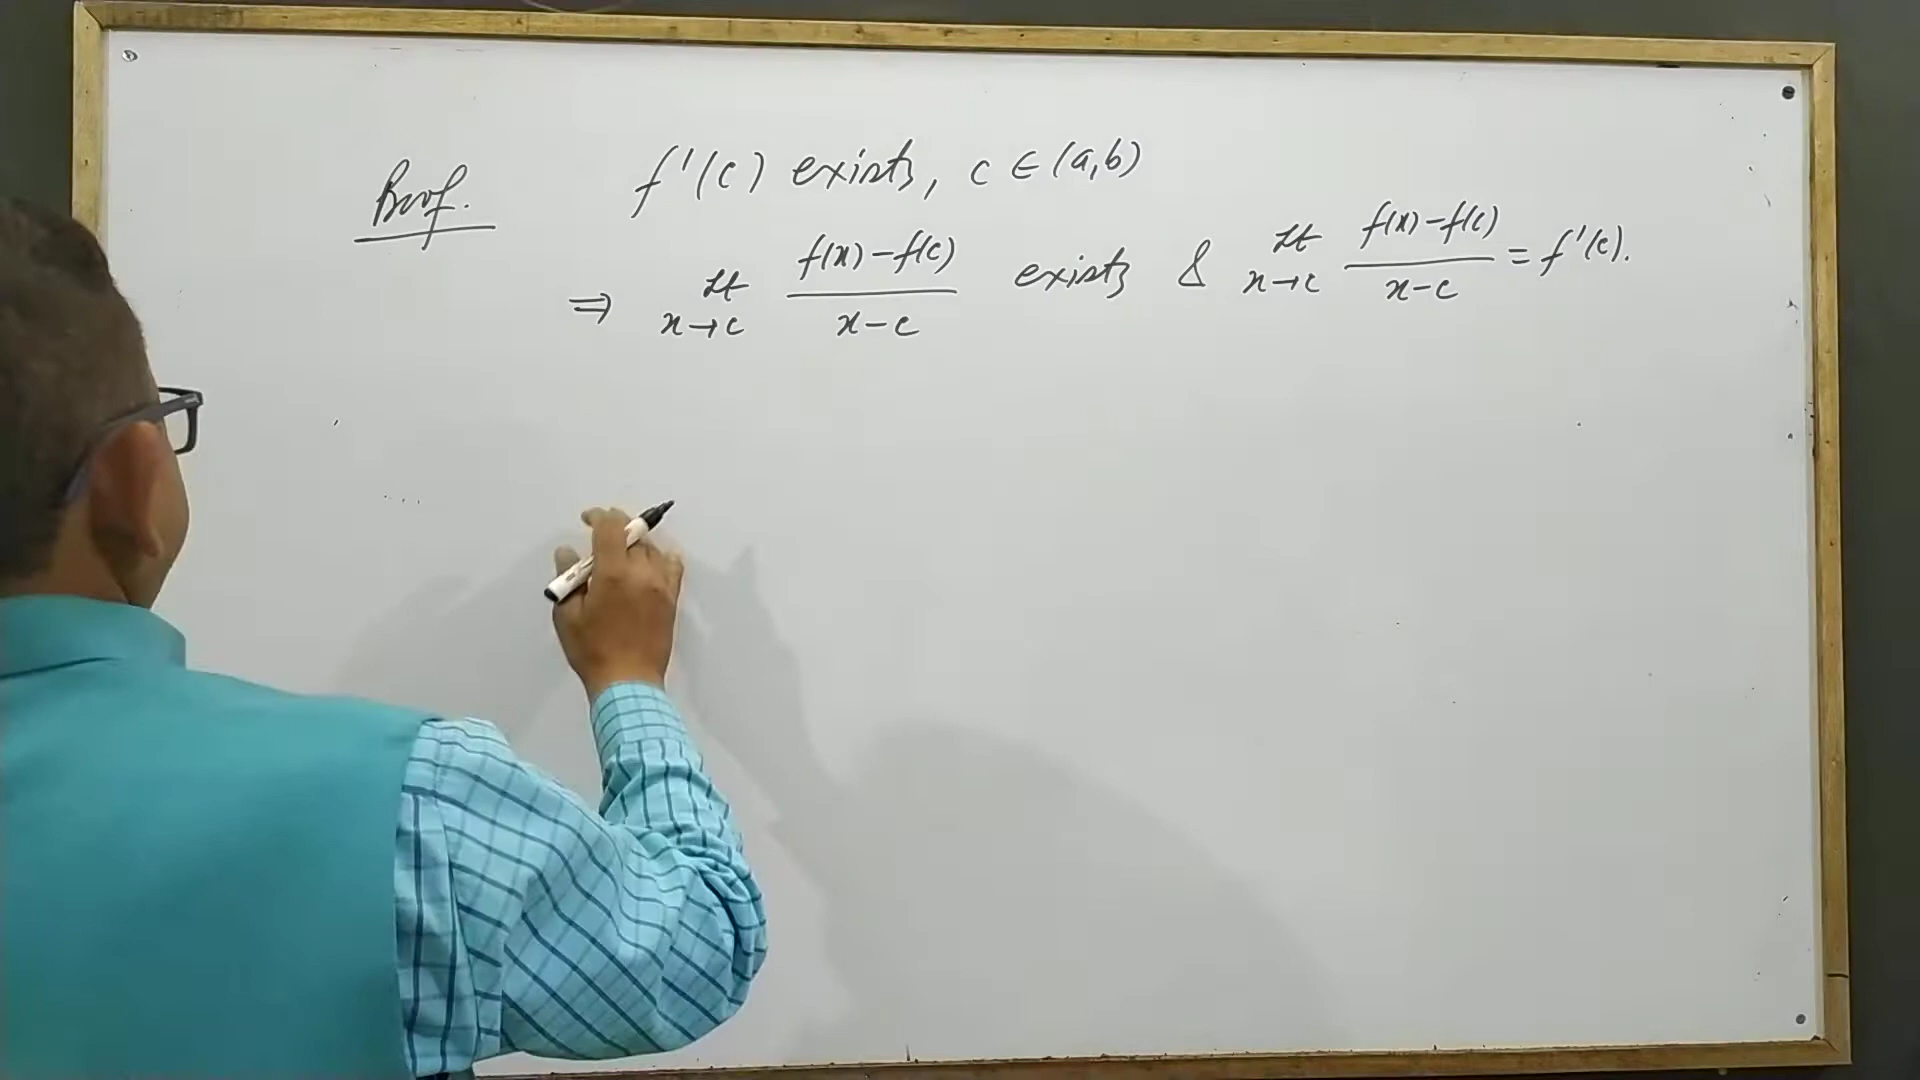 Proof.
f'(c) exists, c ∈ (a,b)
⇒ lt x→c (f(x)-f(c))/(x-c) exists & lt x→c (f(x)-f(c))/(x-c) = f'(c).